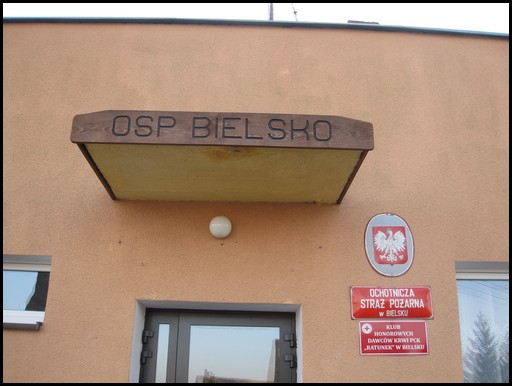 OSP BIELSKO
OCHOTNICZA
STRAŻ POŻARNA
w BIELSKU
KLUB
HONOROWYCH
DAWCÓW KRWI PCK
„RATUNEK" W BIELSKU